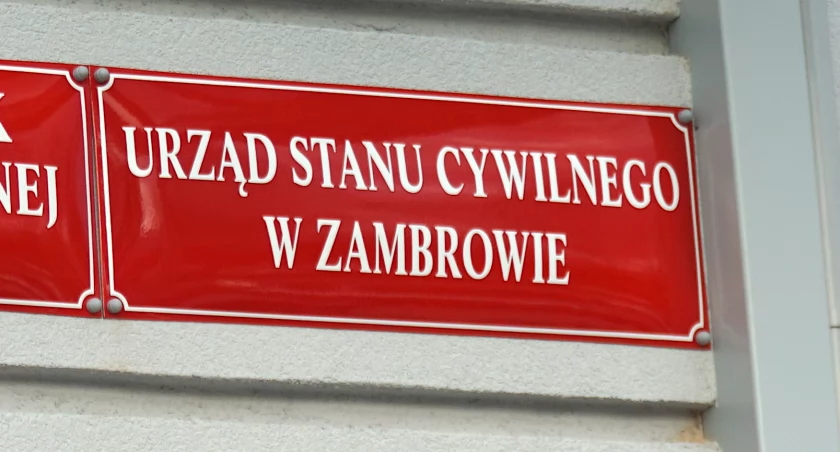 URZĄD STANU CYWILNEGO
W ZAMBROWIE